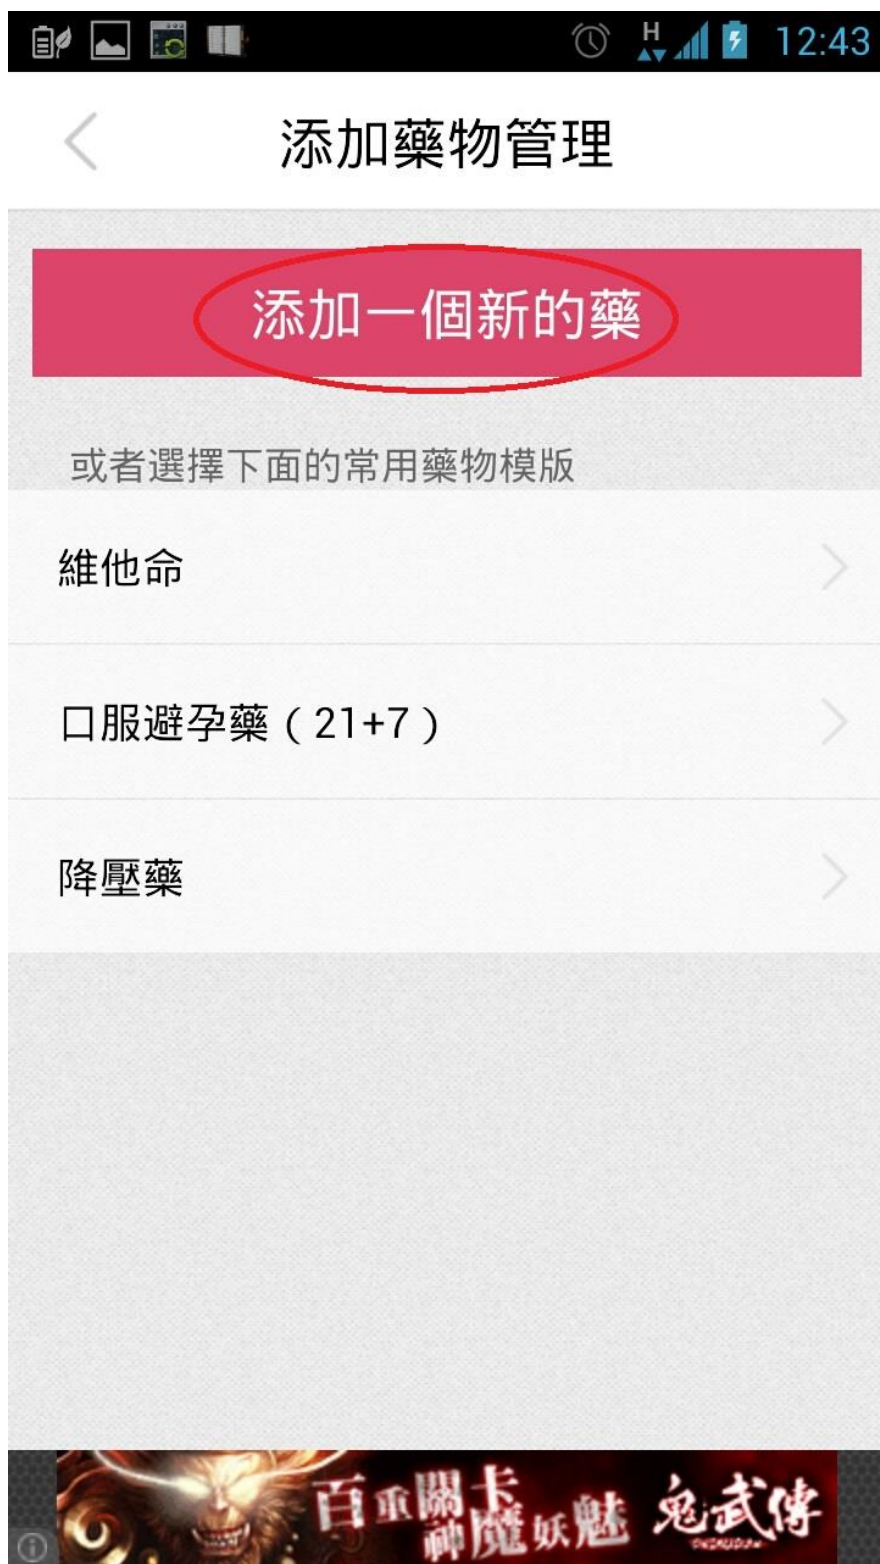 H 12:43
添加藥物管理
添加一個新的藥
或者選擇下面的常用藥物模版
維他命
口服避孕藥（21+7）
降壓藥
百重關卡
神魔妖魅
鬼武傳